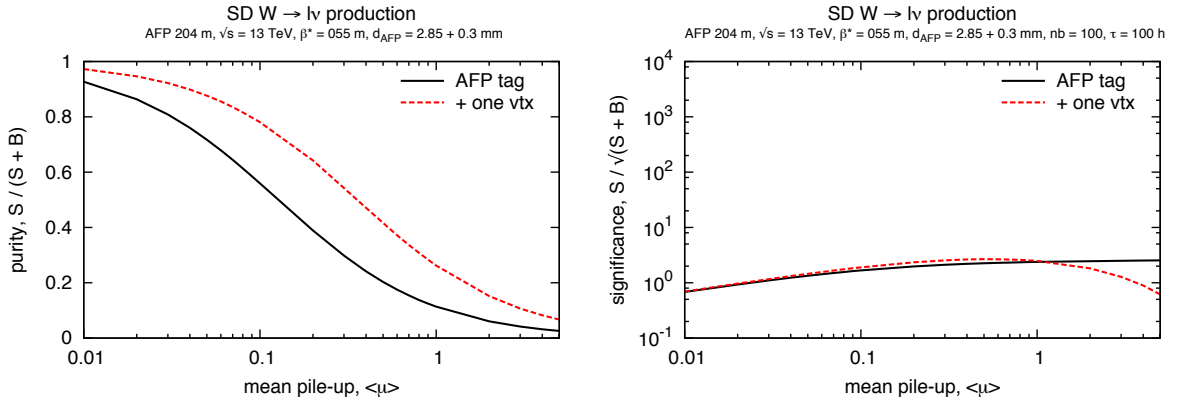 SD W → lν production
AFP 204 m, √s = 13 TeV, β* = 055 m, d_AFP = 2.85 + 0.3 mm
purity, S / (S + B)
1
0.8
0.6
0.4
0.2
0
AFP tag
+ one vtx
0.01
0.1
1
mean pile-up, <μ>
SD W → lν production
AFP 204 m, √s = 13 TeV, β* = 055 m, d_AFP = 2.85 + 0.3 mm, nb = 100, τ = 100 h
significance, S / √(S + B)
10^4
10^3
10^2
10^1
10^0
10^-1
AFP tag
+ one vtx
0.01
0.1
1
mean pile-up, <μ>